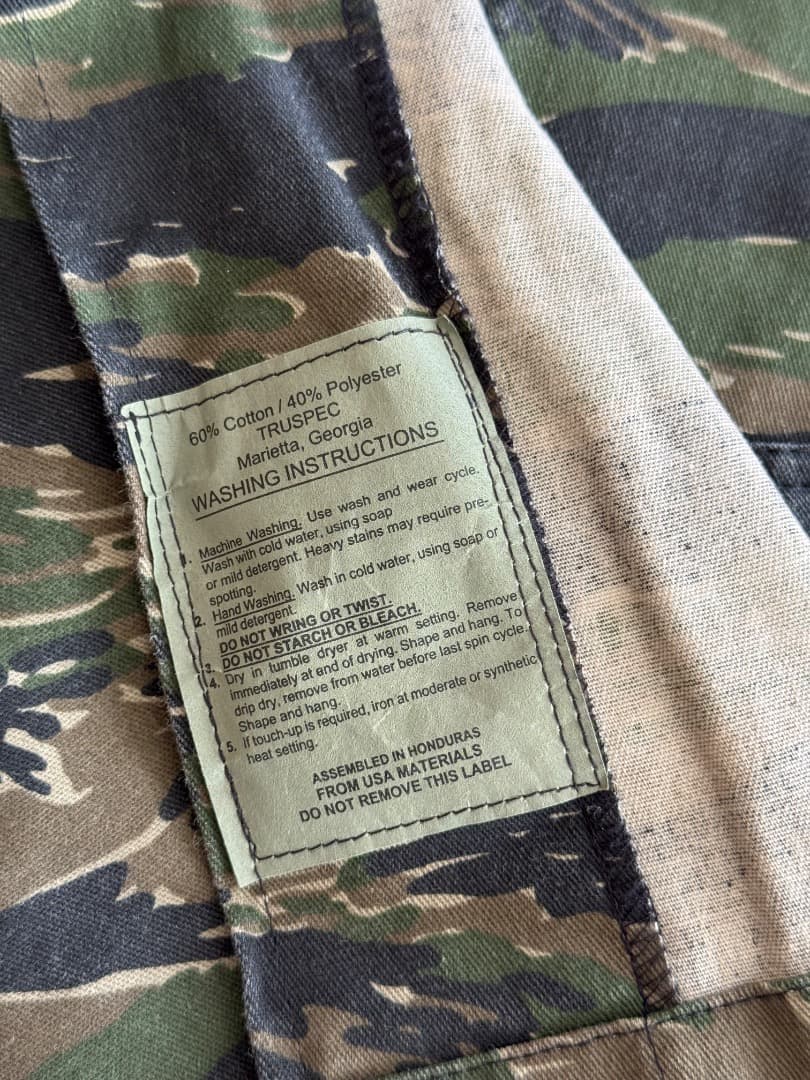 60% Cotton / 40% Polyester
TRUSPEC
Marietta, Georgia
WASHING INSTRUCTIONS
1. Machine Washing. Use wash and wear cycle.
Wash with cold water, using soap
or mild detergent. Heavy stains may require pre-
spotting.
2. Hand Washing. Wash in cold water, using soap or
mild detergent.
DO NOT WRING OR TWIST.
3. DO NOT STARCH OR BLEACH.
4. Dry in tumble dryer at warm setting. Remove
immediately at end of drying. Shape and hang. To
drip dry, remove from water before last spin cycle.
Shape and hang.
5. If touch-up is required, iron at moderate or synthetic
heat setting.
ASSEMBLED IN HONDURAS
FROM USA MATERIALS
DO NOT REMOVE THIS LABEL